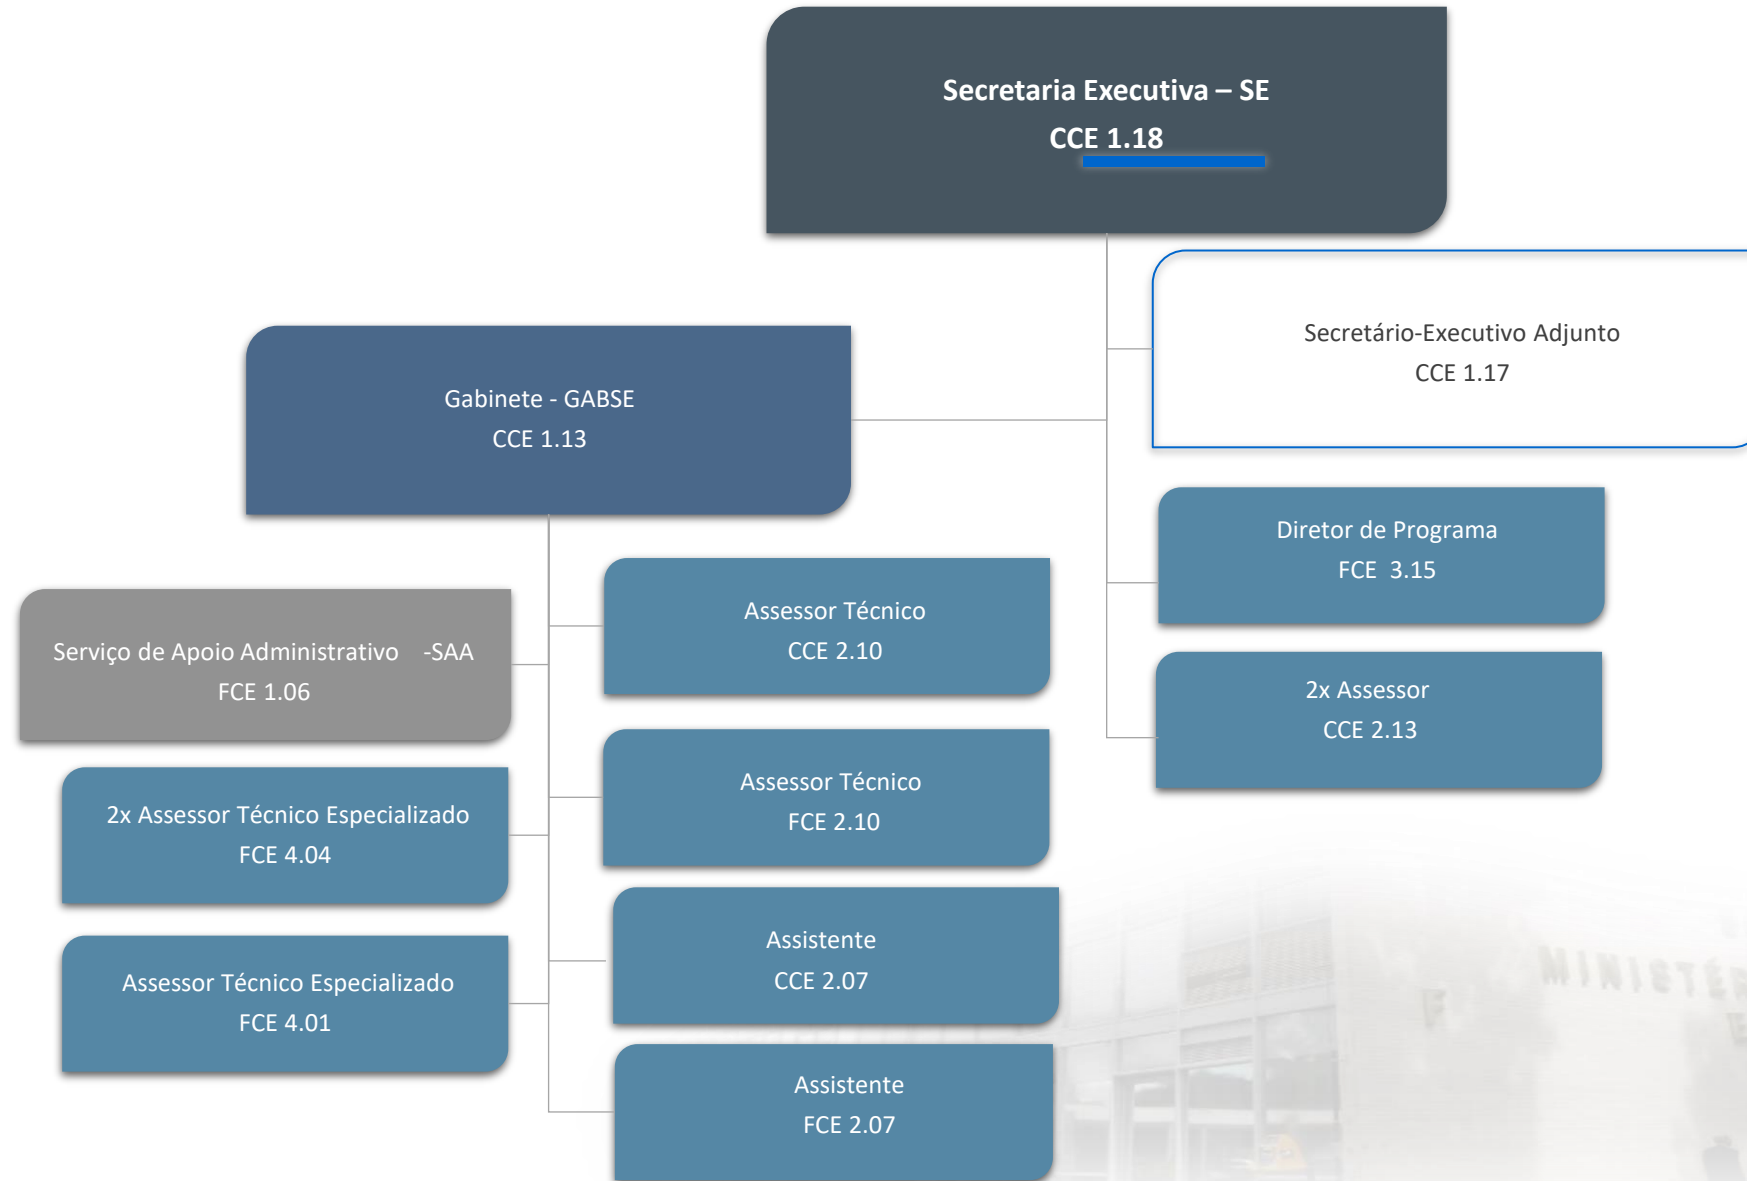 Secretaria Executiva – SE
CCE 1.18
Secretário-Executivo Adjunto
CCE 1.17
Gabinete - GABSE
CCE 1.13
Diretor de Programa
FCE 3.15
Assessor Técnico
CCE 2.10
Serviço de Apoio Administrativo -SAA
FCE 1.06
2x Assessor
CCE 2.13
Assessor Técnico
FCE 2.10
2x Assessor Técnico Especializado
FCE 4.04
Assistente
CCE 2.07
Assessor Técnico Especializado
FCE 4.01
Assistente
FCE 2.07